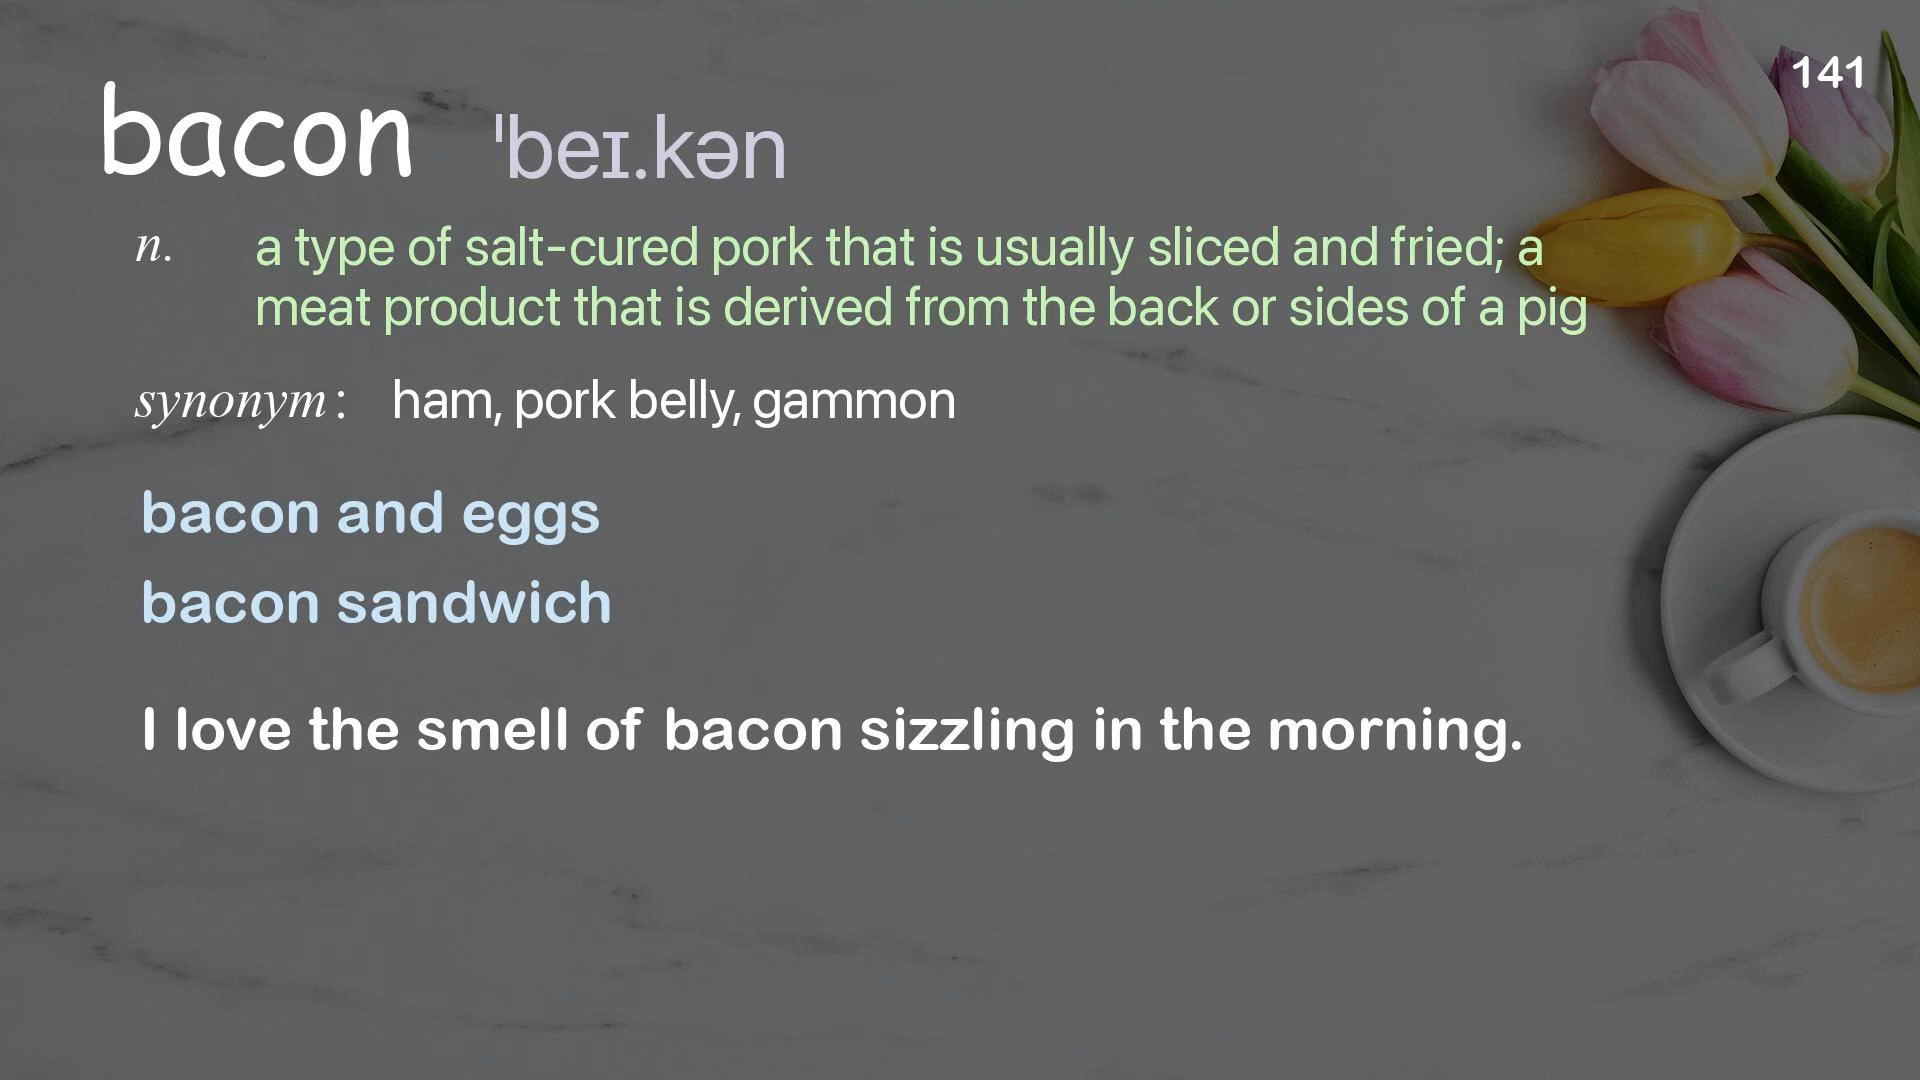 141
bacon ˈbeɪ.kən
n. a type of salt-cured pork that is usually sliced and fried; a
meat product that is derived from the back or sides of a pig
synonym: ham, pork belly, gammon
bacon and eggs
bacon sandwich
I love the smell of bacon sizzling in the morning.